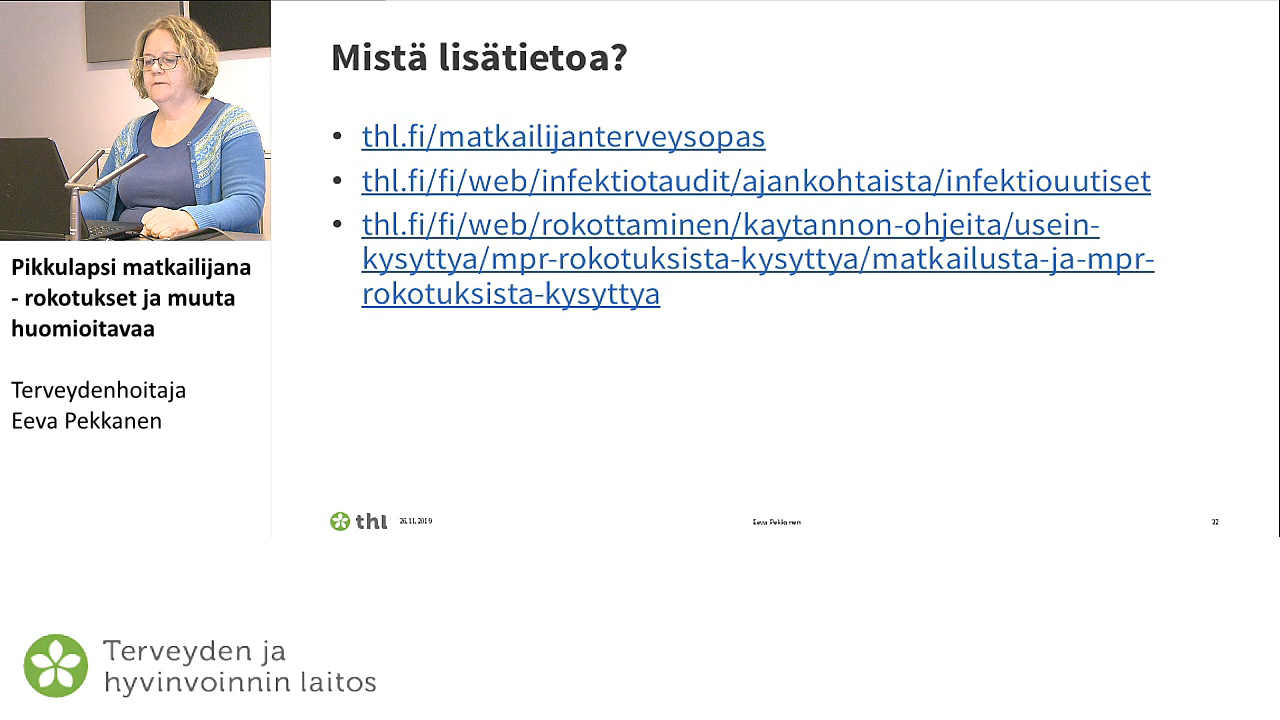 Mistä lisätietoa?
• thl.fi/matkailijanterveysopas
• thl.fi/fi/web/infektiotaudit/ajankohtaista/infektiouutiset
• thl.fi/fi/web/rokottaminen/kaytannon-ohjeita/usein-
kysyttya/mpr-rokotuksista-kysyttya/matkailusta-ja-mpr-
rokotuksista-kysyttya
Pikkulapsi matkailijana
- rokotukset ja muuta
huomioitavaa
Terveydenhoitaja
Eeva Pekkanen
thl 26.11.2019 Eeva Pekkanen 32
Terveyden ja
hyvinvoinnin laitos